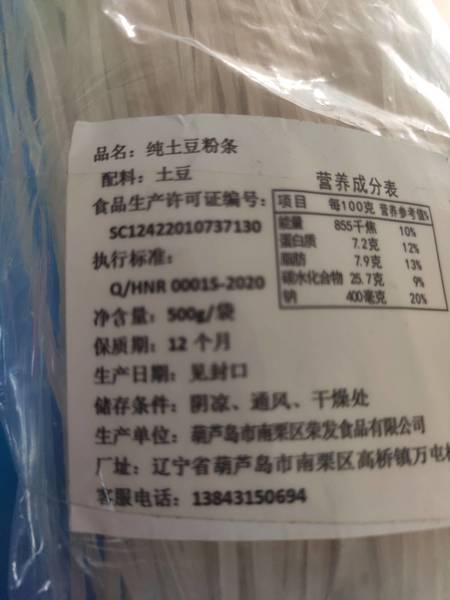 品名：纯土豆粉条
配料：土豆
食品生产许可证编号：
SC12422010737130
执行标准：
Q/HNR 0001S-2020
净含量：500g/袋
保质期：12 个月
生产日期：见封口
储存条件：阴凉、通风、干燥处
生产单位：葫芦岛市南栗区荣发食品有限公司
厂址：辽宁省葫芦岛市南栗区高桥镇万屯
客服电话：13843150694
营养成分表
项目 每100克 营养参考值%
能量 855千焦 10%
蛋白质 7.2克 12%
脂肪 7.9克 13%
碳水化合物 25.7克 9%
钠 400毫克 20%